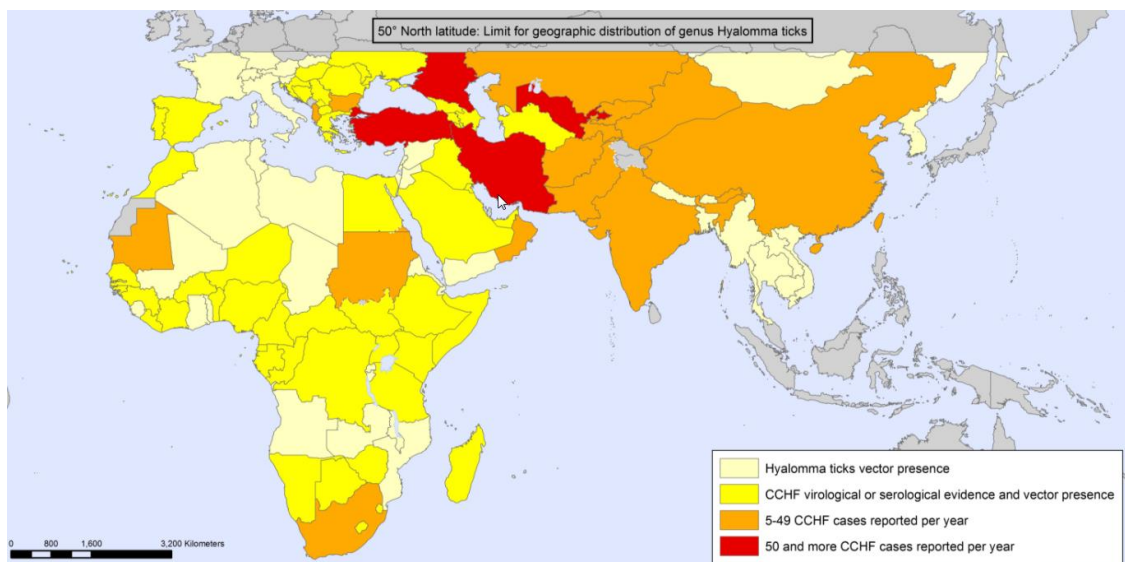 50° North latitude: Limit for geographic distribution of genus Hyalomma ticks
Hyalomma ticks vector presence
CCHF virological or serological evidence and vector presence
5-49 CCHF cases reported per year
50 and more CCHF cases reported per year
0 800 1,600 3,200 Kilometers